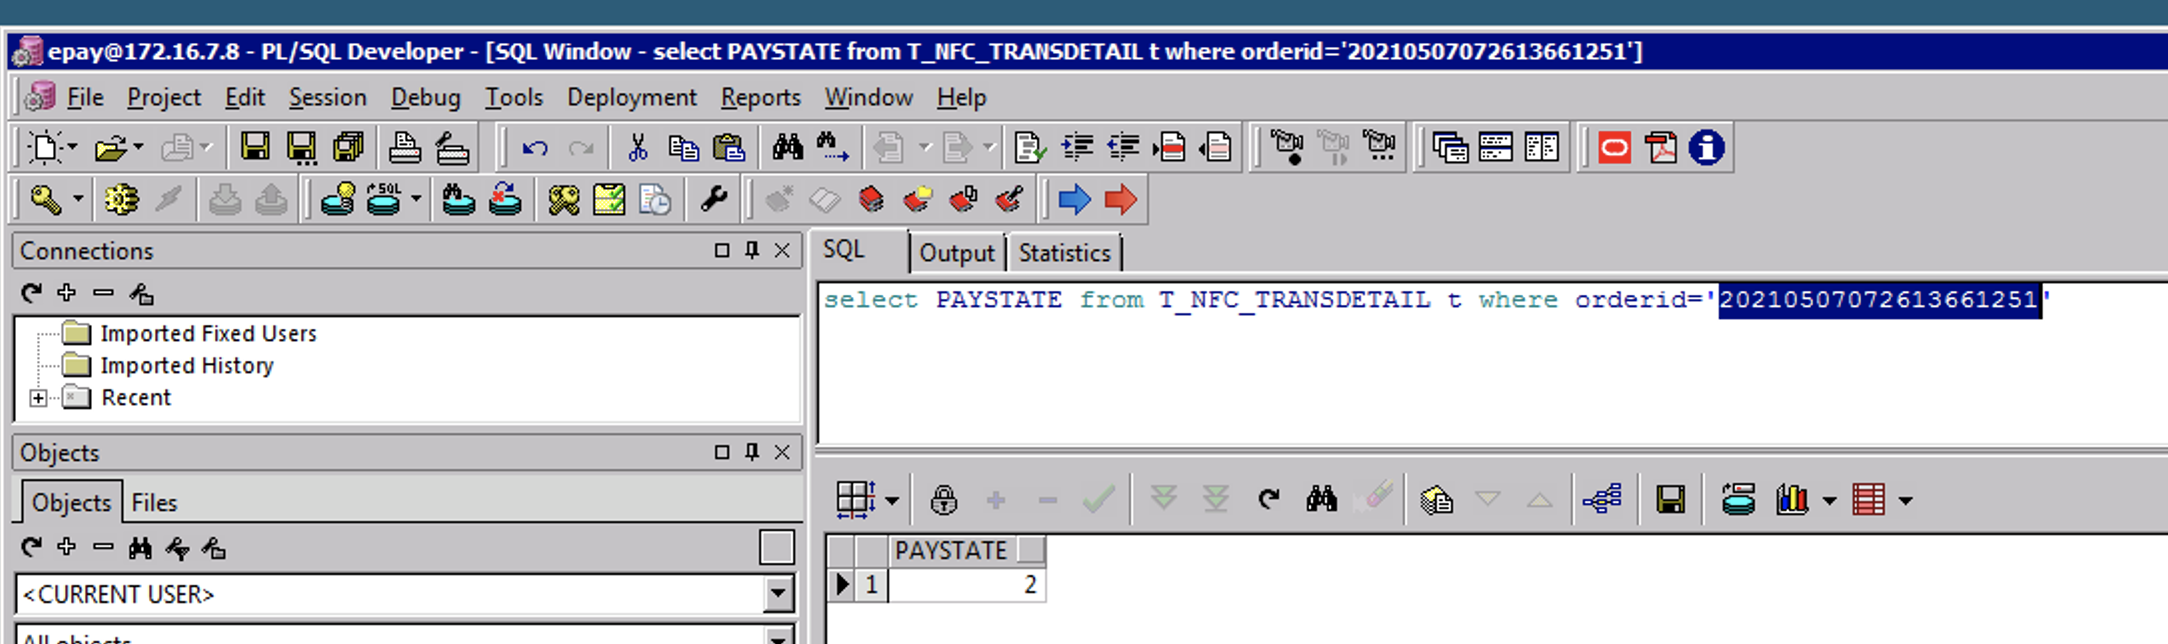 epay@172.16.7.8 - PL/SQL Developer - [SQL Window - select PAYSTATE from T_NFC_TRANSDETAIL t where orderid='20210507072613661251']
File Project Edit Session Debug Tools Deployment Reports Window Help
SQL
Connections
SQL Output Statistics
select PAYSTATE from T_NFC_TRANSDETAIL t where orderid='20210507072613661251'
Imported Fixed Users
Imported History
Recent
Objects
Objects Files
PAYSTATE
1 2
<CURRENT USER>
All objects